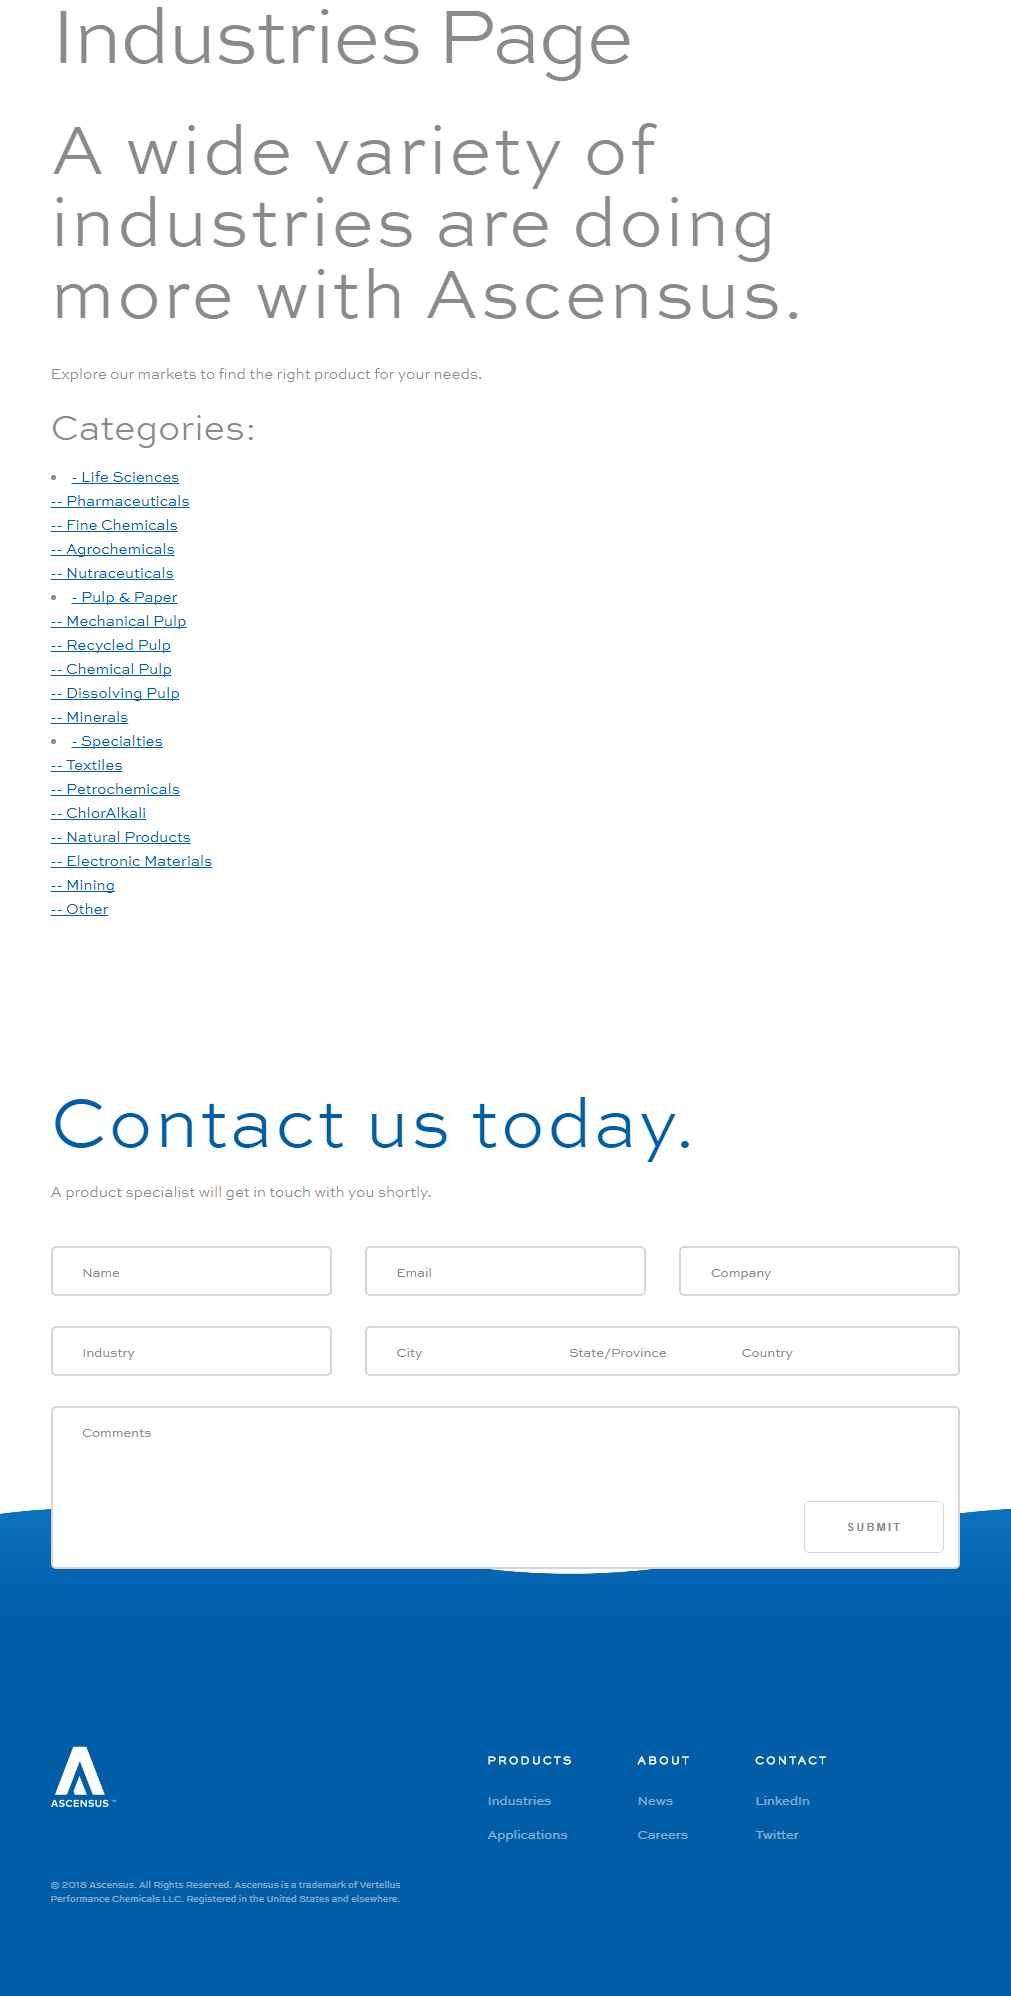 Industries Page
A wide variety of
industries are doing
more with Ascensus.
Explore our markets to find the right product for your needs.
Categories:
• - Life Sciences
-- Pharmaceuticals
-- Fine Chemicals
-- Agrochemicals
-- Nutraceuticals
• - Pulp & Paper
-- Mechanical Pulp
-- Recycled Pulp
-- Chemical Pulp
-- Dissolving Pulp
-- Minerals
• - Specialties
-- Textiles
-- Petrochemicals
-- ChlorAlkali
-- Natural Products
-- Electronic Materials
-- Mining
-- Other
Contact us today.
A product specialist will get in touch with you shortly.
Name Email Company
Industry City State/Province Country
Comments
SUBMIT
ASCENSUS™
PRODUCTS ABOUT CONTACT
Industries News LinkedIn
Applications Careers Twitter
© 2018 Ascensus. All Rights Reserved. Ascensus is a trademark of Vertellus
Performance Chemicals LLC. Registered in the United States and elsewhere.